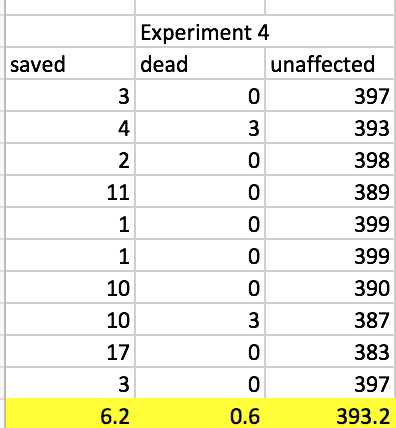 Experiment 4
saved dead unaffected
3 0 397
4 3 393
2 0 398
11 0 389
1 0 399
1 0 399
10 0 390
10 3 387
17 0 383
3 0 397
6.2 0.6 393.2